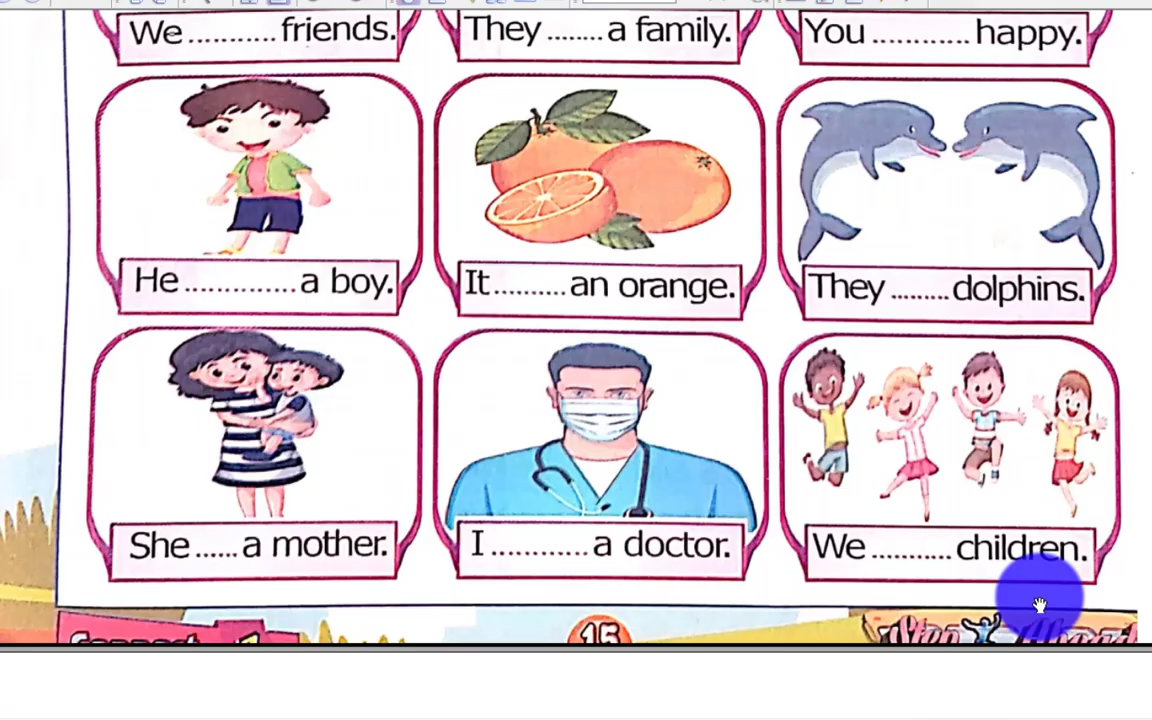 We ........... friends.
They ........ a family.
You ............ happy.
He .............. a boy.
It .......... an orange.
They ......... dolphins.
She ...... a mother.
I ............ a doctor.
We ........... children.
15